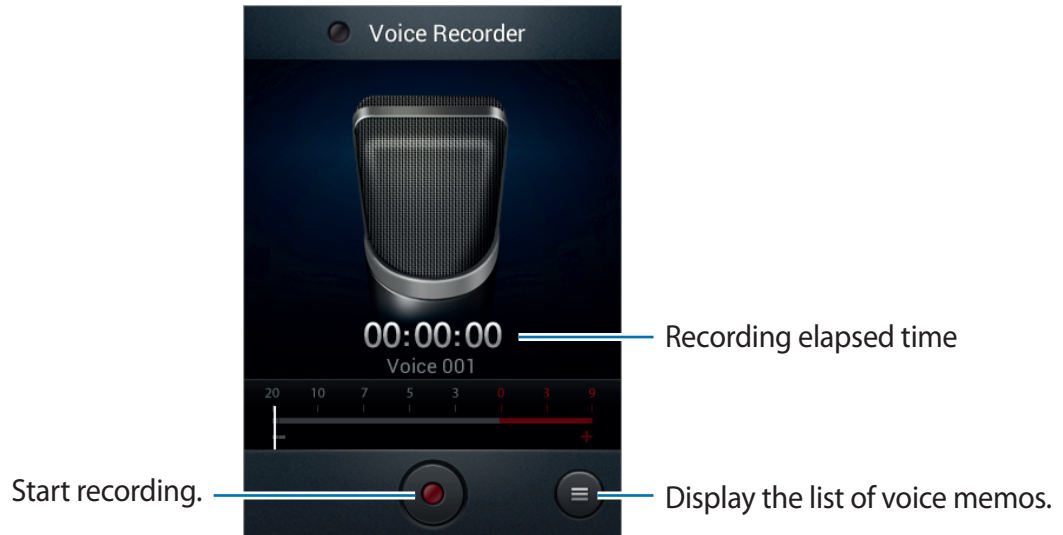 Voice Recorder
00:00:00
Recording elapsed time
Voice 001
20 10 7 5 3 0 3 9
- +
Start recording.
Display the list of voice memos.